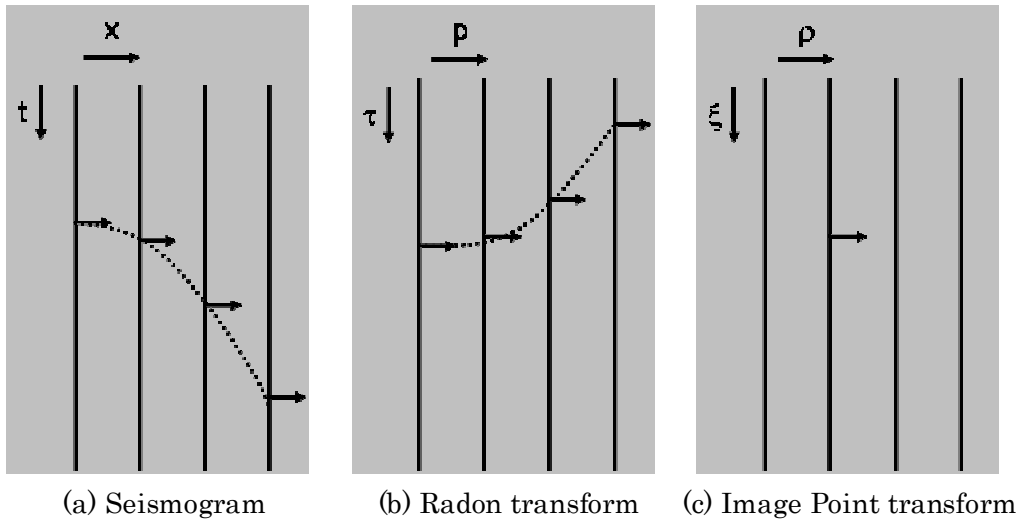 x
t
(a) Seismogram
p
τ
(b) Radon transform
ρ
ξ
(c) Image Point transform